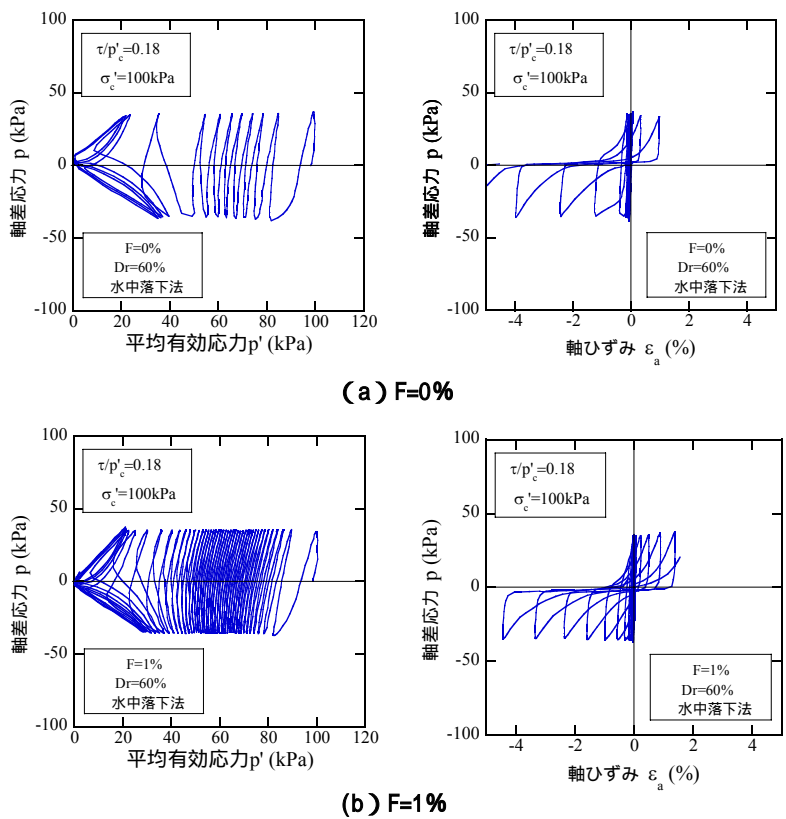 100
50
0
-50
-100
軸差応力 p (kPa)
τ/p'c=0.18
σc'=100kPa
F=0%
Dr=60%
水中落下法
0 20 40 60 80 100 120
平均有効応力p' (kPa)
100
50
0
-50
-100
軸差応力 p (kPa)
τ/p'c=0.18
σc'=100kPa
F=0%
Dr=60%
水中落下法
-4 -2 0 2 4
軸ひずみ εa (%)
(a) F=0%
100
50
0
-50
-100
軸差応力 p (kPa)
τ/p'c=0.18
σc'=100kPa
F=1%
Dr=60%
水中落下法
0 20 40 60 80 100 120
平均有効応力p' (kPa)
100
50
0
-50
-100
軸差応力 p (kPa)
τ/p'c=0.18
σc'=100kPa
F=1%
Dr=60%
水中落下法
-4 -2 0 2 4
軸ひずみ εa (%)
(b) F=1%